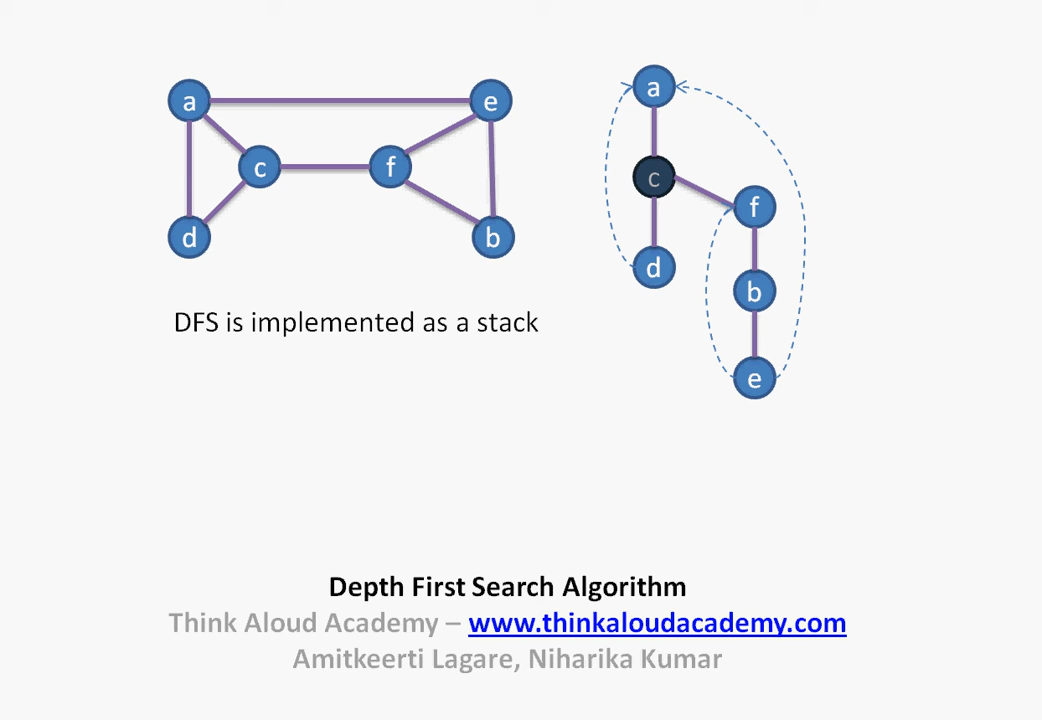 a
e
c
f
d
b
a
c
f
d
b
e
DFS is implemented as a stack
Depth First Search Algorithm
Think Aloud Academy – www.thinkaloudacademy.com
Amitkeerti Lagare, Niharika Kumar